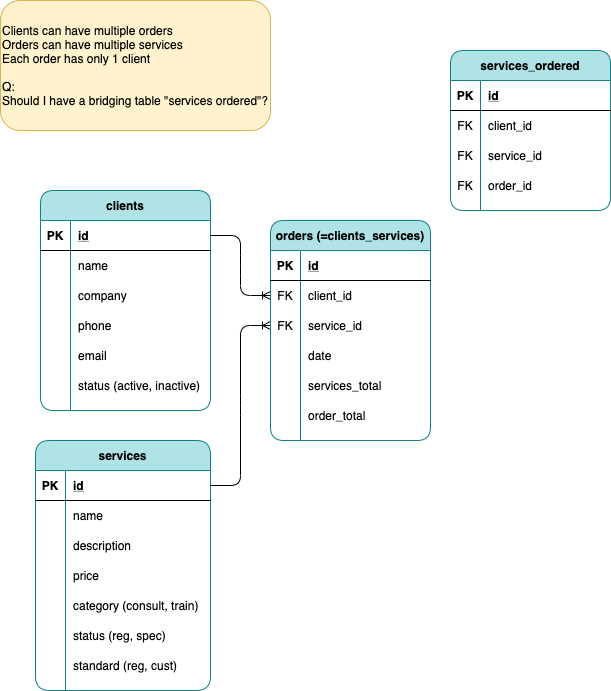 Clients can have multiple orders
Orders can have multiple services
Each order has only 1 client
Q:
Should I have a bridging table "services ordered"?
services_ordered
PK id
FK client_id
FK service_id
FK order_id
clients
PK id
name
company
phone
email
status (active, inactive)
orders (=clients_services)
PK id
FK client_id
FK service_id
date
services_total
order_total
services
PK id
name
description
price
category (consult, train)
status (reg, spec)
standard (reg, cust)